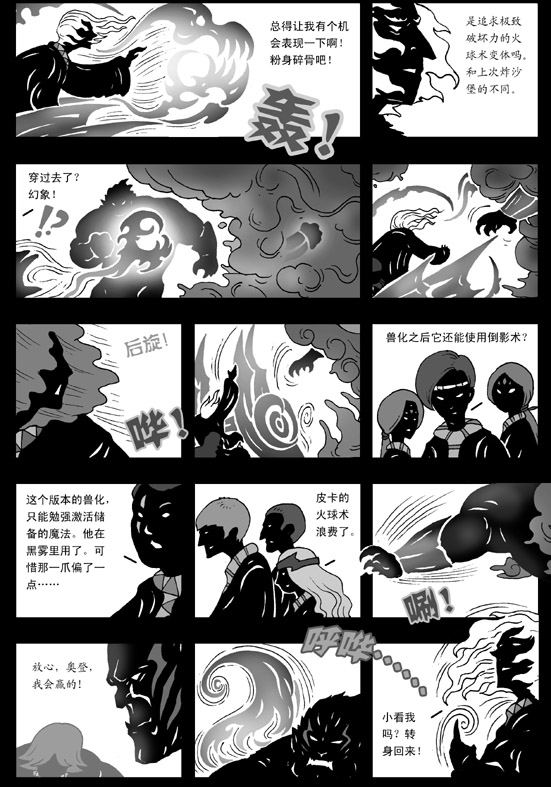 总得让我有个机
会表现一下啊！
粉身碎骨吧！
轰！
是追求极致
破坏力的火
球术变体吗。
和上次炸沙
堡的不同。
穿过去了？
幻象！
!?
后旋！
兽化之后它还能使用倒影术？
这个版本的兽化，
只能勉强激活储
备的魔法。他在
黑雾里用了。可
惜那一爪偏了一
点……
皮卡的
火球术
浪费了。
唰！
放心，奥登，
我会赢的！
呼哧……
小看我
吗？转
身回来！